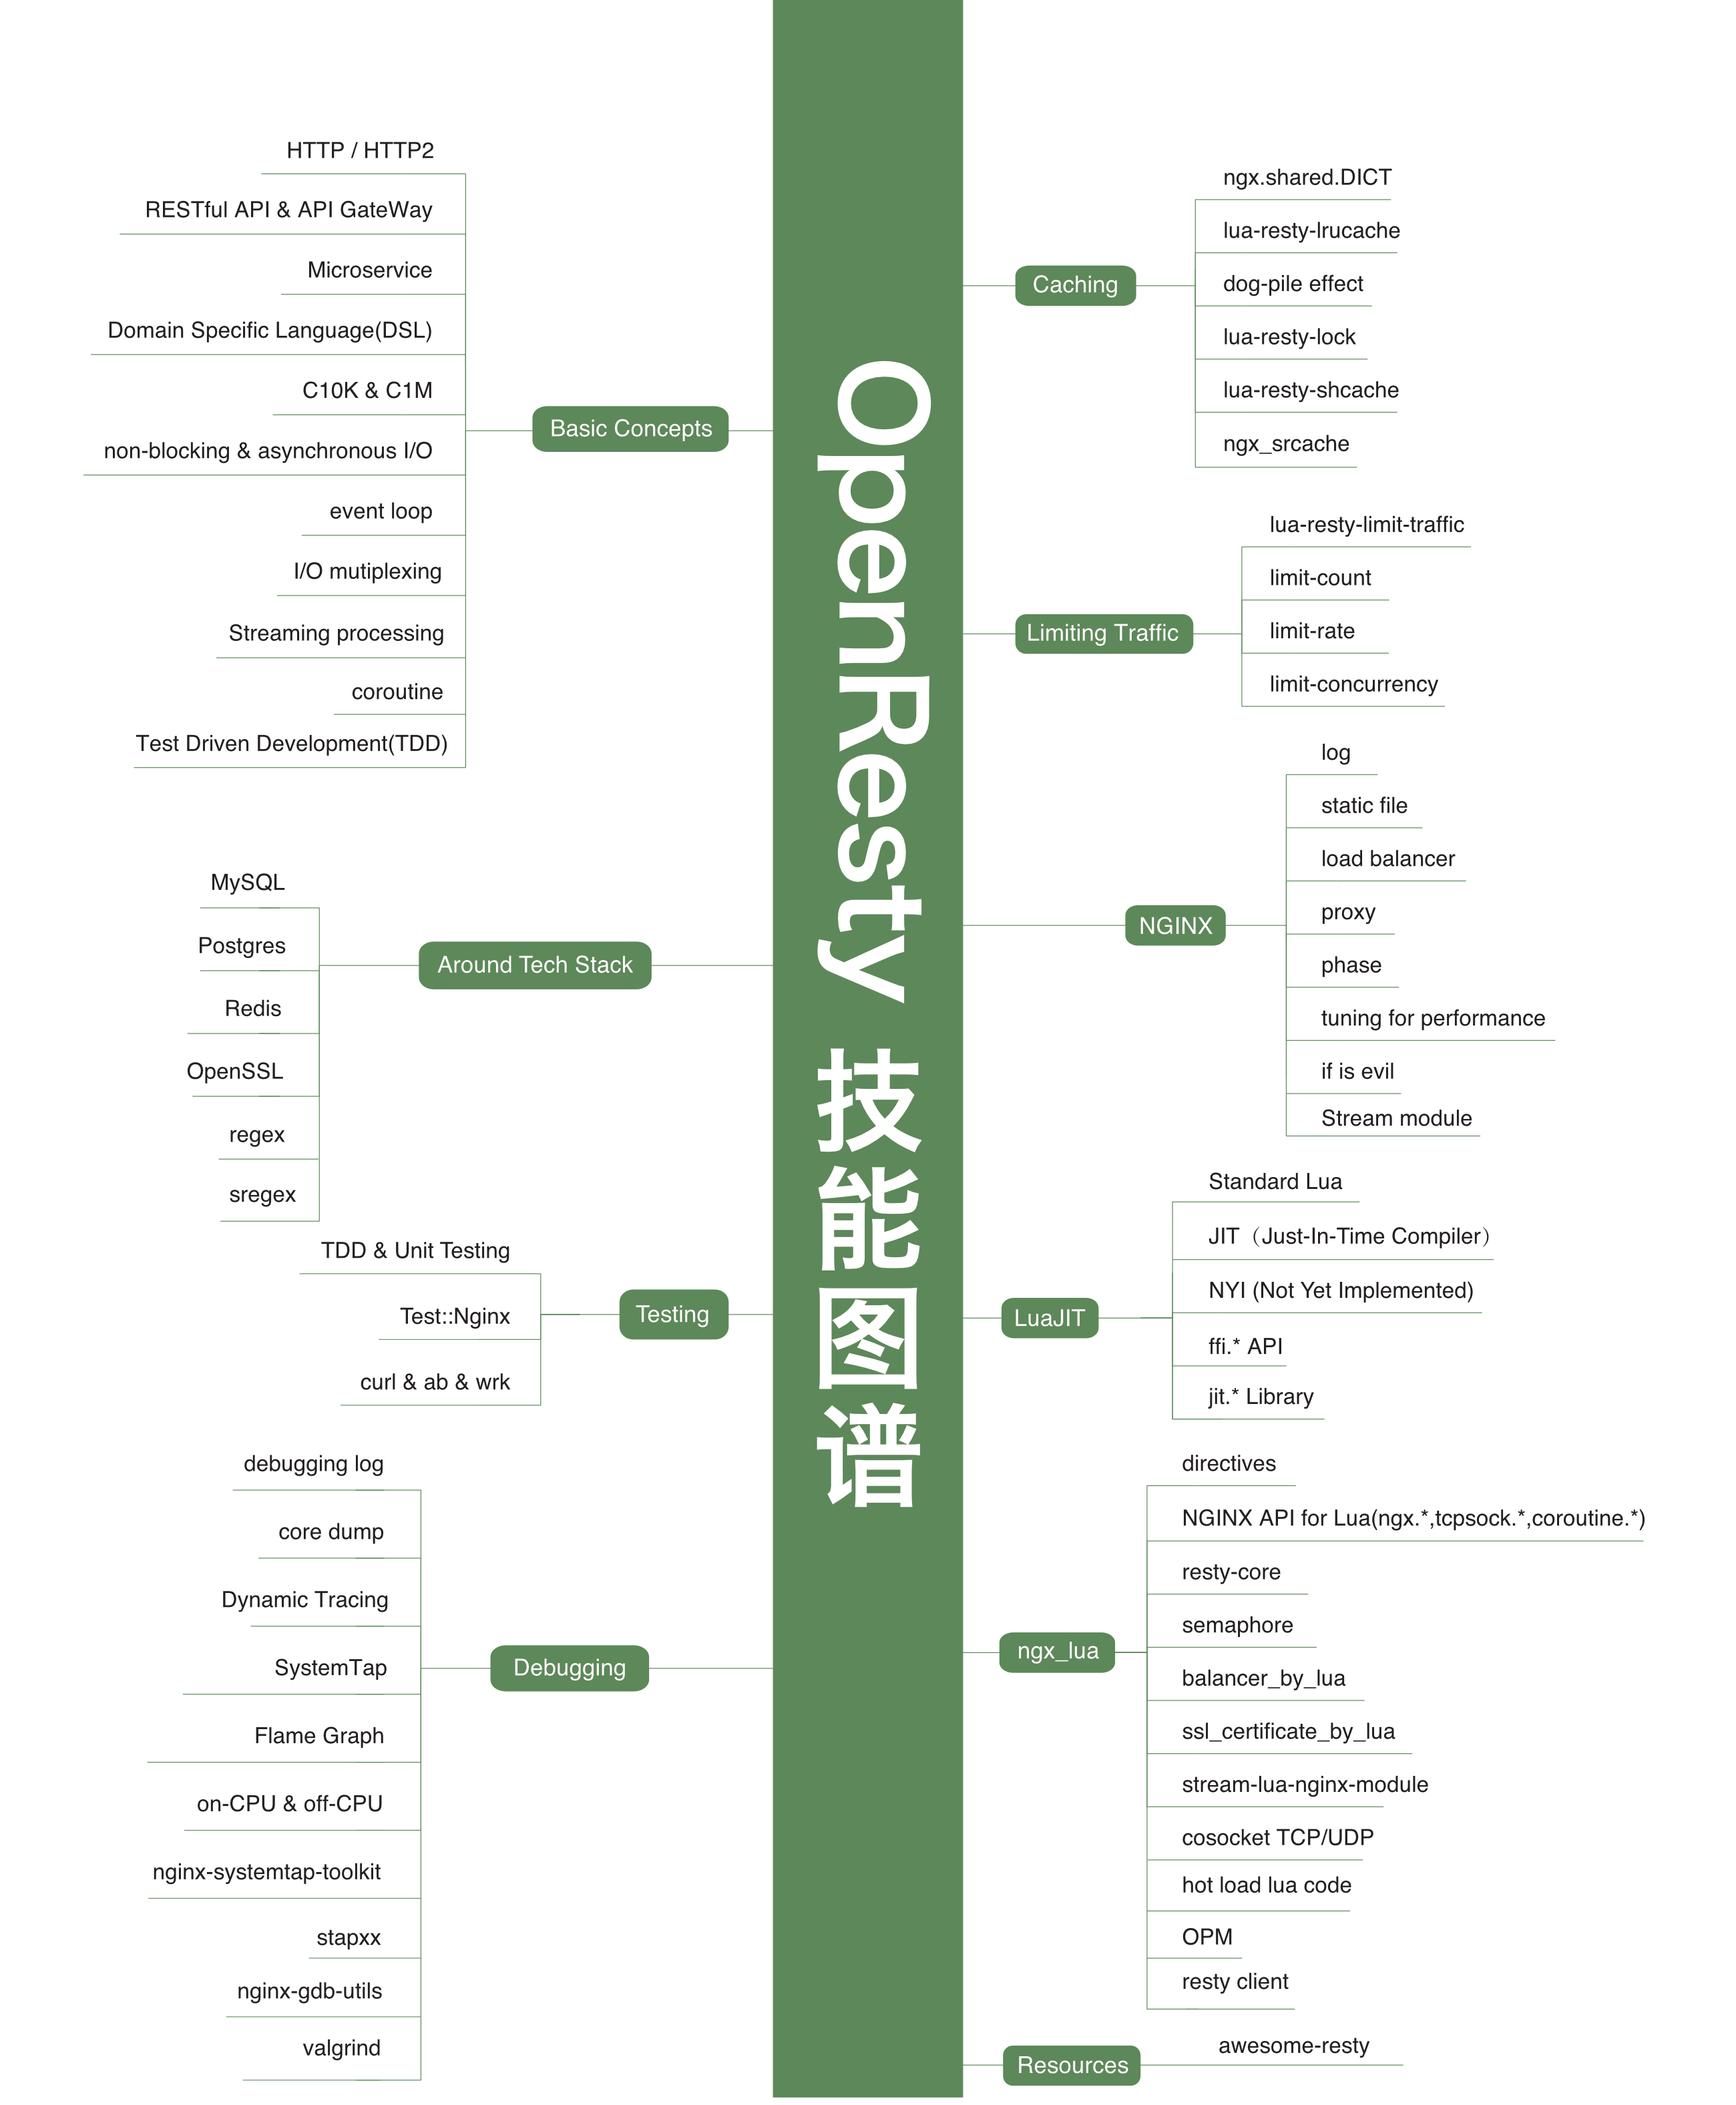 OpenResty 技能图谱
HTTP / HTTP2
RESTful API & API GateWay
Microservice
Domain Specific Language(DSL)
C10K & C1M
non-blocking & asynchronous I/O
event loop
I/O mutiplexing
Streaming processing
coroutine
Test Driven Development(TDD)
Basic Concepts
MySQL
Postgres
Redis
OpenSSL
regex
sregex
Around Tech Stack
TDD & Unit Testing
Test::Nginx
curl & ab & wrk
Testing
debugging log
core dump
Dynamic Tracing
SystemTap
Flame Graph
on-CPU & off-CPU
nginx-systemtap-toolkit
stapxx
nginx-gdb-utils
valgrind
Debugging
Caching
ngx.shared.DICT
lua-resty-lrucache
dog-pile effect
lua-resty-lock
lua-resty-shcache
ngx_srcache
Limiting Traffic
lua-resty-limit-traffic
limit-count
limit-rate
limit-concurrency
NGINX
log
static file
load balancer
proxy
phase
tuning for performance
if is evil
Stream module
LuaJIT
Standard Lua
JIT（Just-In-Time Compiler）
NYI (Not Yet Implemented)
ffi.* API
jit.* Library
ngx_lua
directives
NGINX API for Lua(ngx.*,tcpsock.*,coroutine.*)
resty-core
semaphore
balancer_by_lua
ssl_certificate_by_lua
stream-lua-nginx-module
cosocket TCP/UDP
hot load lua code
OPM
resty client
Resources
awesome-resty